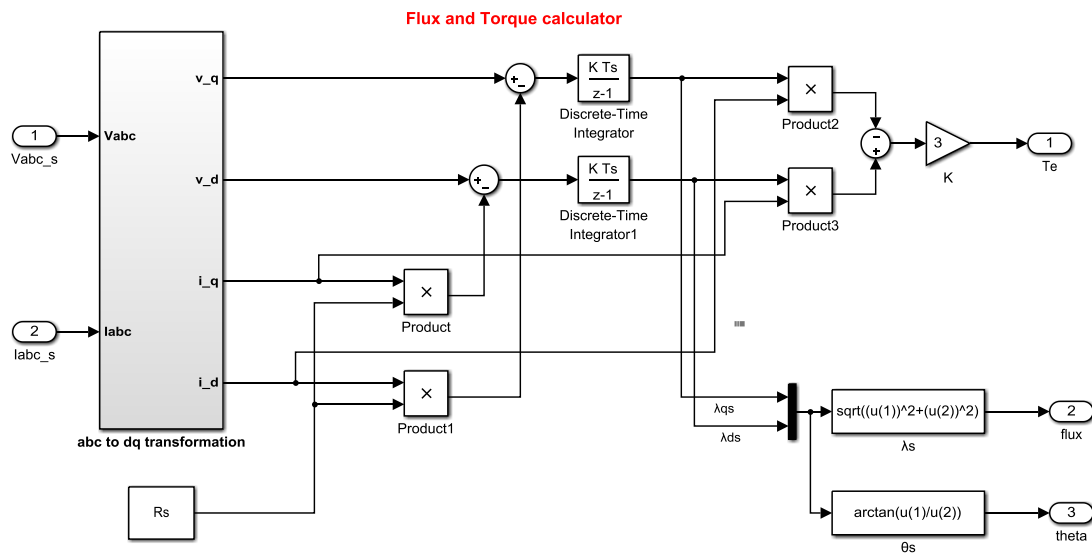 Flux and Torque calculator
v_q
v_d
i_q
i_d
Vabc
Iabc
abc to dq transformation
1
Vabc_s
2
Iabc_s
Rs
+
−
+
−
K Ts
z-1
Discrete-Time
Integrator
K Ts
z-1
Discrete-Time
Integrator1
×
Product
×
Product1
×
Product2
×
Product3
−
+
3
K
1
Te
λqs
λds
sqrt((u(1))^2+(u(2))^2)
λs
2
flux
arctan(u(1)/u(2))
θs
3
theta